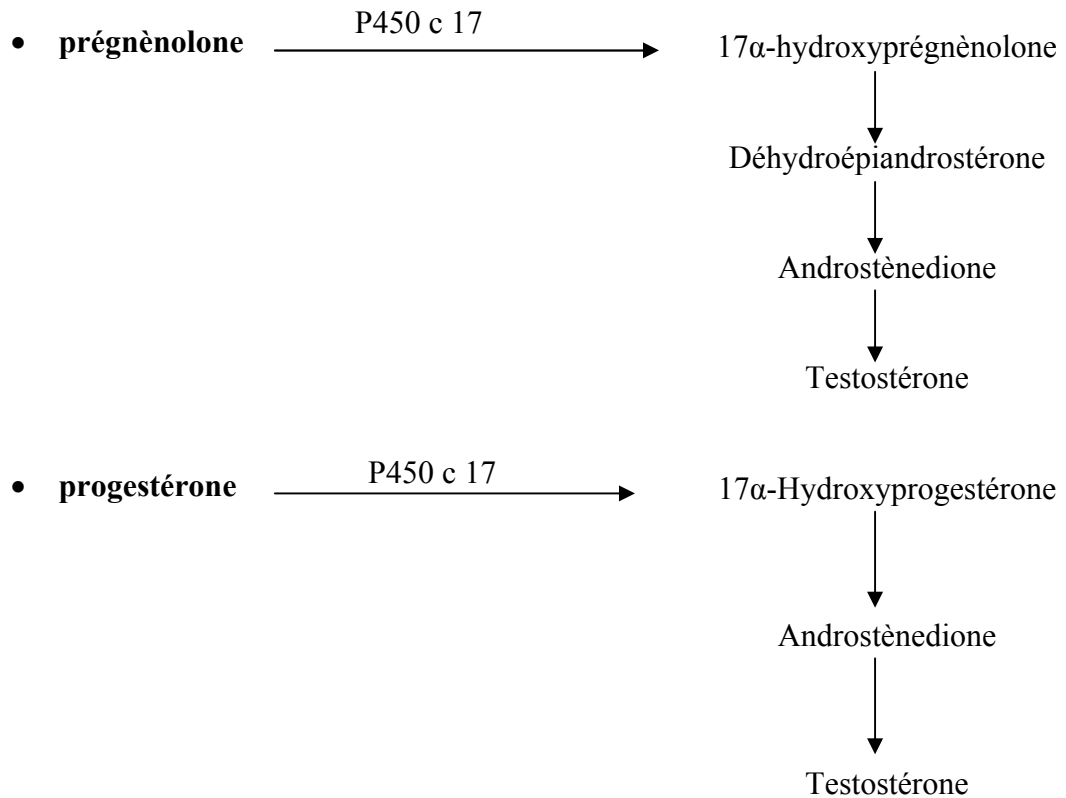 P450 c 17
• prégnènolone 17α-hydroxyprégnènolone
Déhydroépiandrostérone
Androstènedione
Testostérone
P450 c 17
• progestérone 17α-Hydroxyprogestérone
Androstènedione
Testostérone